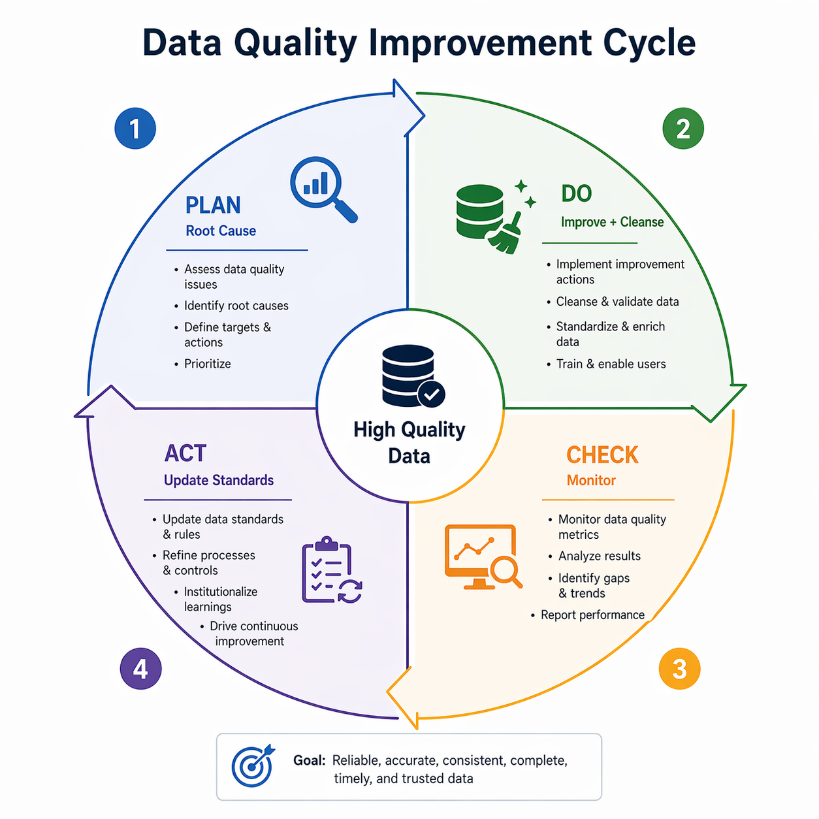 Data Quality Improvement Cycle
1
PLAN
Root Cause
• Assess data quality
issues
• Identify root causes
• Define targets &
actions
• Prioritize
2
DO
Improve + Cleanse
• Implement improvement
actions
• Cleanse & validate data
• Standardize & enrich
data
• Train & enable users
High Quality
Data
CHECK
Monitor
• Monitor data quality
metrics
• Analyze results
• Identify gaps
& trends
• Report performance
3
ACT
Update Standards
• Update data standards
& rules
• Refine processes
& controls
• Institutionalize
learnings
• Drive continuous
improvement
4
Goal: Reliable, accurate, consistent, complete,
timely, and trusted data